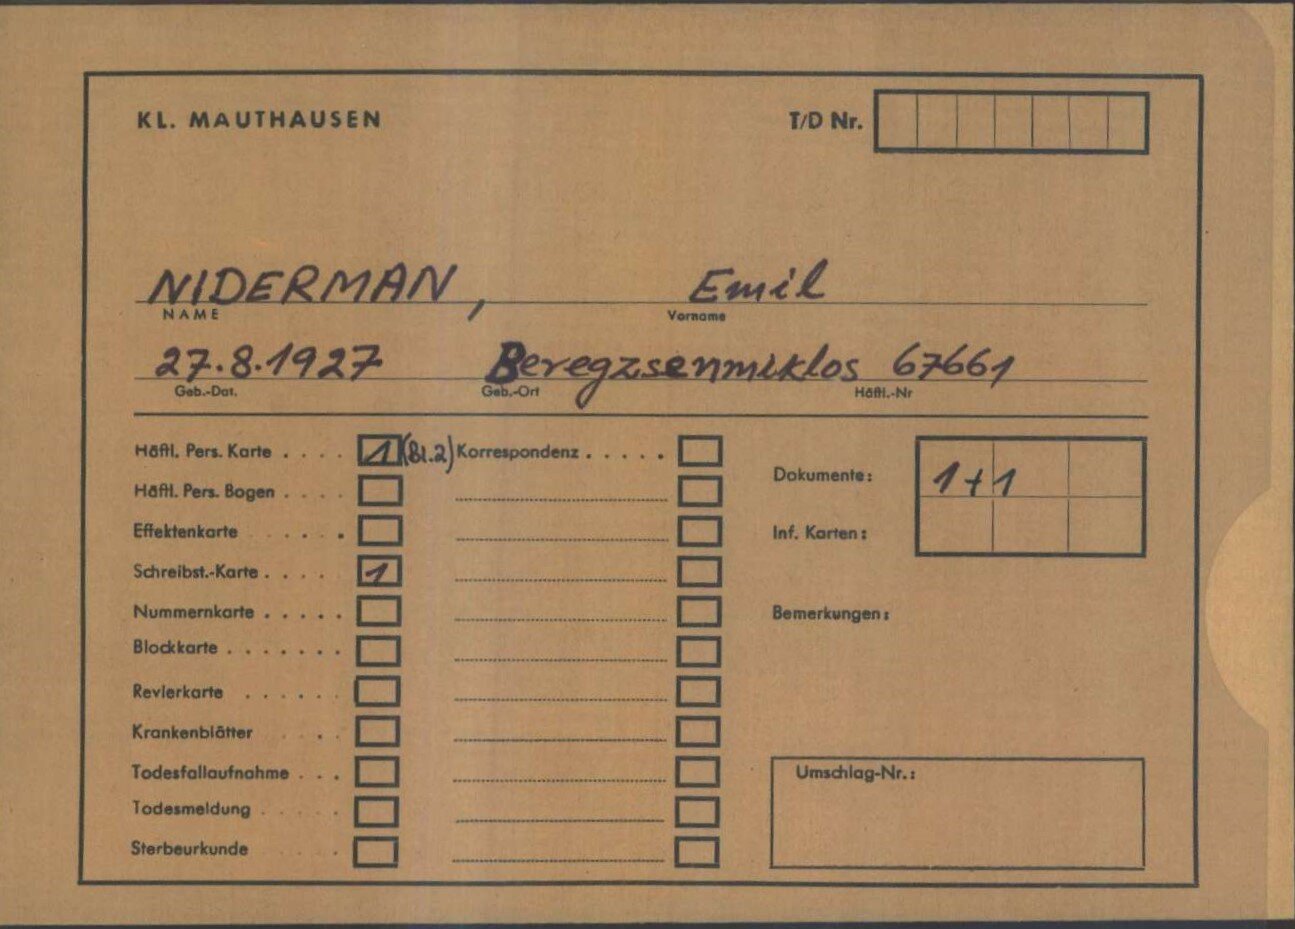 KL. MAUTHAUSEN T/D Nr.
NIDERMAN, Emil
NAME Vorname
27.8.1927 Beregzsenmiklos 67661
Geb.-Dat. Geb.-Ort Häftl.-Nr
Häftl. Pers. Karte . . . . 1 (Bl.2) Korrespondenz . . . . .
Häftl. Pers. Bogen . . . .
Dokumente: 1+1
Effektenkarte . . . . . .
Inf. Karten:
Schreibst.-Karte . . . . 1
Nummernkarte . . . . .
Bemerkungen:
Blockkarte . . . . . . .
Revierkarte . . . . . .
Krankenblätter . . .
Todesfallaufnahme . . .
Umschlag-Nr.:
Todesmeldung . . . . .
Sterbeurkunde . . . .